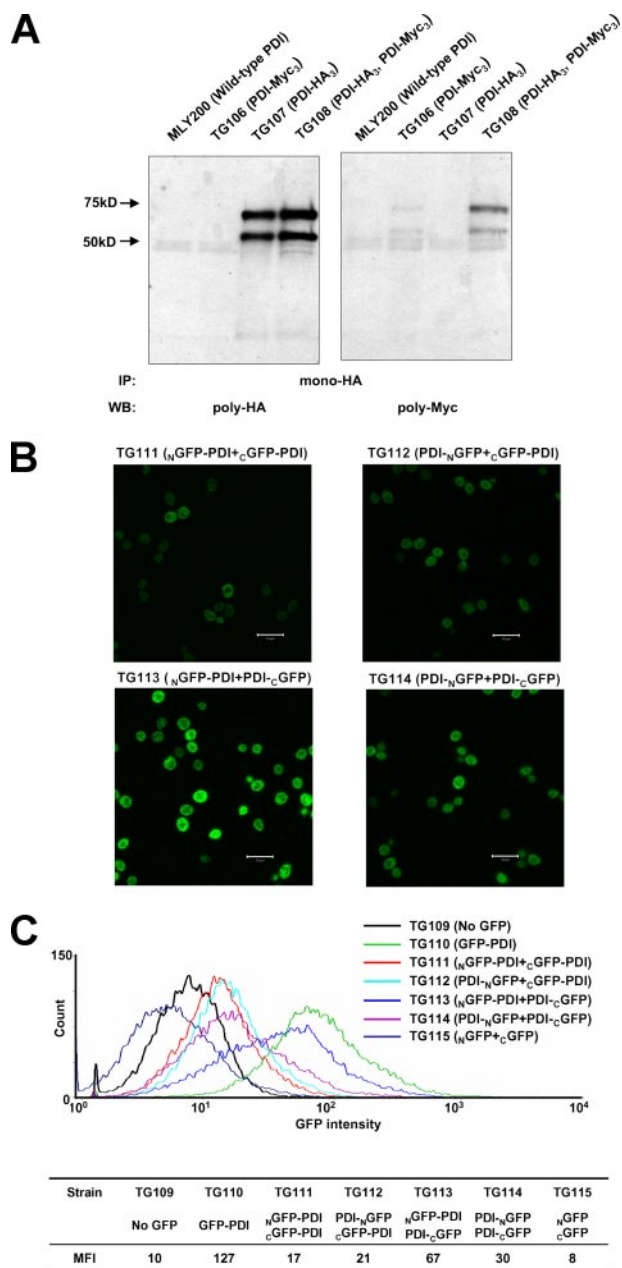 A
MLY200 (Wild-type PDI)
TG106 (PDI-Myc3)
TG107 (PDI-HA3)
TG108 (PDI-HA3, PDI-Myc3)
MLY200 (Wild-type PDI)
TG106 (PDI-Myc3)
TG107 (PDI-HA3)
TG108 (PDI-HA3, PDI-Myc3)
75kD
50kD
IP: mono-HA
WB: poly-HA poly-Myc
B
TG111 (NGFP-PDI+CGFP-PDI)
TG112 (PDI-NGFP+CGFP-PDI)
TG113 (NGFP-PDI+PDI-CGFP)
TG114 (PDI-NGFP+PDI-CGFP)
C
150
Count
0
10^0 10^1 10^2 10^3 10^4
GFP intensity
TG109 (No GFP)
TG110 (GFP-PDI)
TG111 (NGFP-PDI+CGFP-PDI)
TG112 (PDI-NGFP+CGFP-PDI)
TG113 (NGFP-PDI+PDI-CGFP)
TG114 (PDI-NGFP+PDI-CGFP)
TG115 (NGFP+CGFP)
Strain TG109 TG110 TG111 TG112 TG113 TG114 TG115
No GFP GFP-PDI NGFP-PDI PDI-NGFP NGFP-PDI PDI-NGFP NGFP
CGFP-PDI CGFP-PDI PDI-CGFP PDI-CGFP CGFP
MFI 10 127 17 21 67 30 8